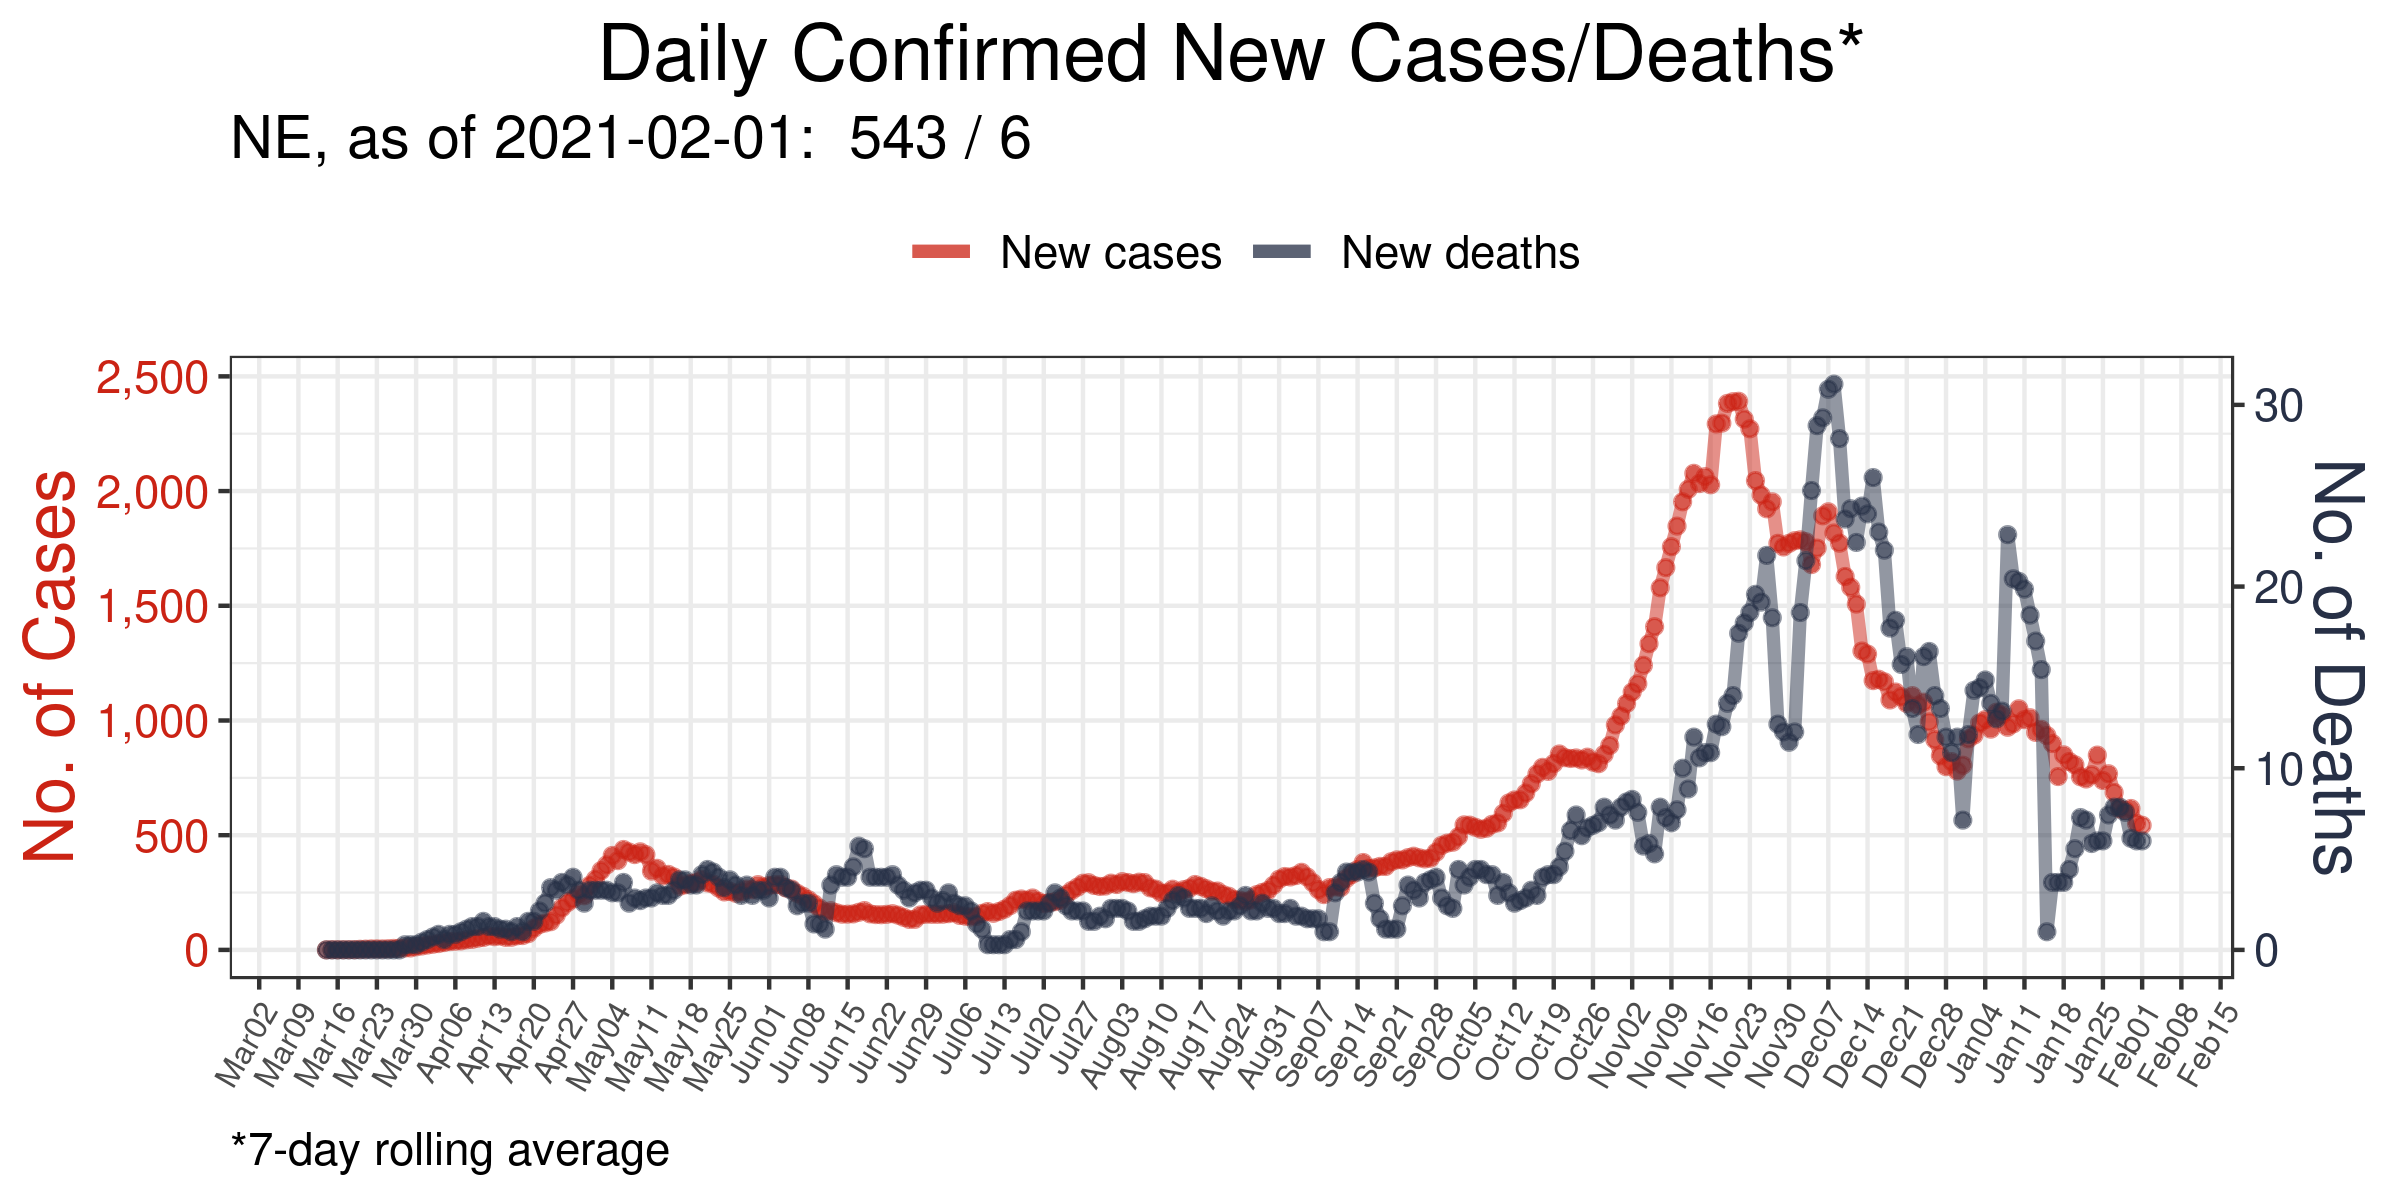 Daily Confirmed New Cases/Deaths*
NE, as of 2021-02-01:  543 / 6
New cases
New deaths
No. of Cases
2,500
2,000
1,500
1,000
500
0
30
20
10
0
No. of Deaths
Mar02
Mar09
Mar16
Mar23
Mar30
Apr06
Apr13
Apr20
Apr27
May04
May11
May18
May25
Jun01
Jun08
Jun15
Jun22
Jun29
Jul06
Jul13
Jul20
Jul27
Aug03
Aug10
Aug17
Aug24
Aug31
Sep07
Sep14
Sep21
Sep28
Oct05
Oct12
Oct19
Oct26
Nov02
Nov09
Nov16
Nov23
Nov30
Dec07
Dec14
Dec21
Dec28
Jan04
Jan11
Jan18
Jan25
Feb01
Feb08
Feb15
*7-day rolling average